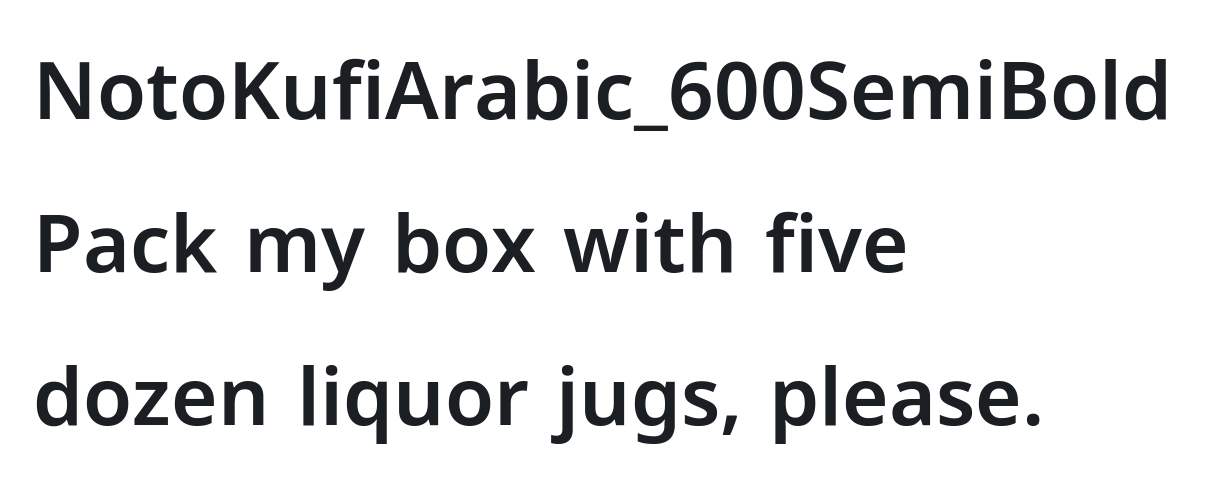 NotoKufiArabic_600SemiBold
Pack my box with five
dozen liquor jugs, please.